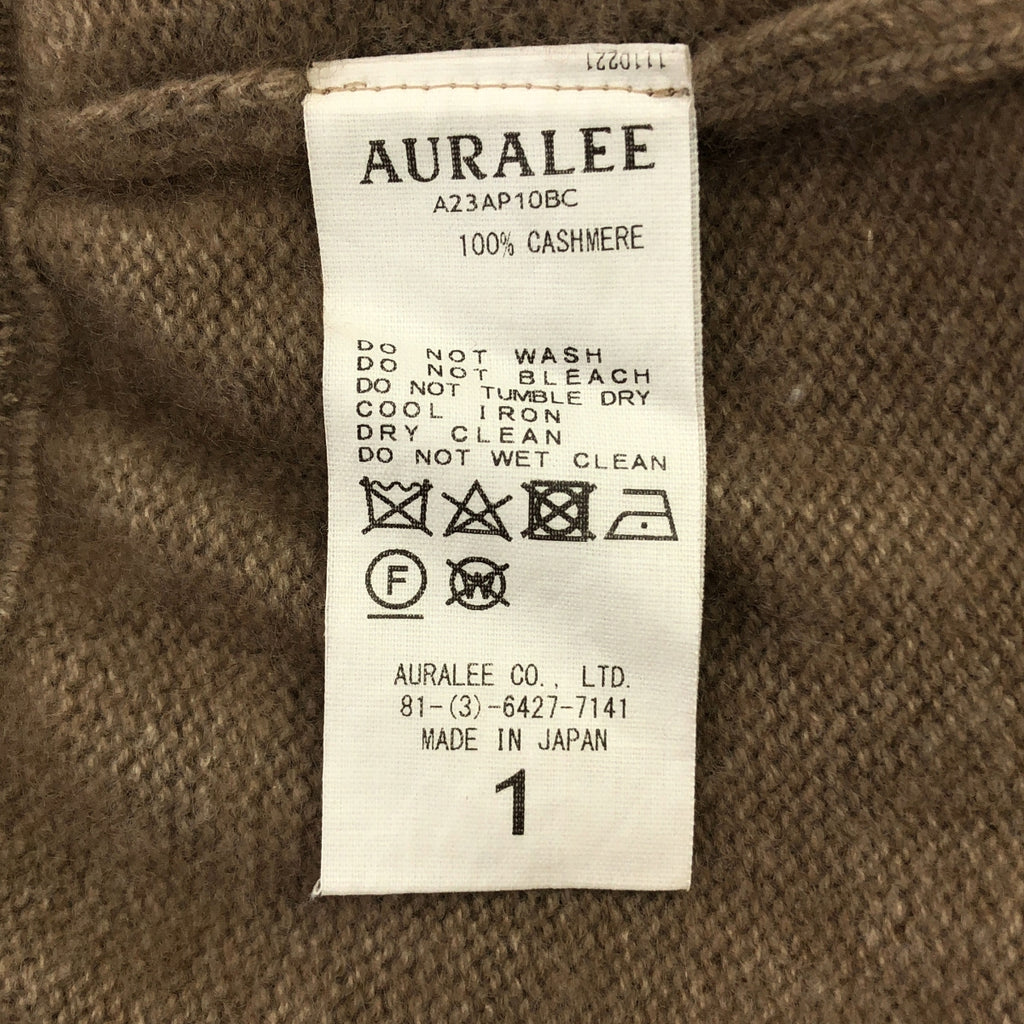 1110221
AURALEE
A23AP10BC
100% CASHMERE
DO NOT WASH
DO NOT BLEACH
DO NOT TUMBLE DRY
COOL IRON
DRY CLEAN
DO NOT WET CLEAN
F W
AURALEE CO., LTD.
81-(3)-6427-7141
MADE IN JAPAN
1